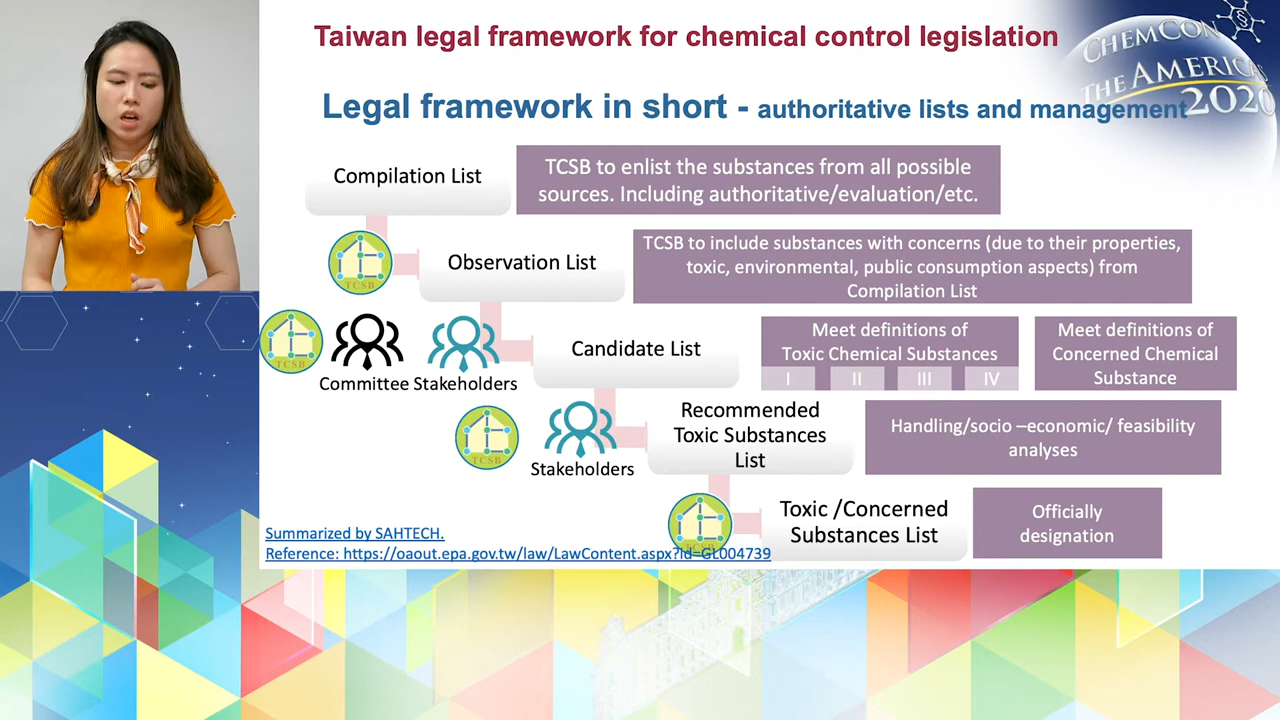 Taiwan legal framework for chemical control legislation
CHEMCON
THE AMERICAS
2020
Legal framework in short - authoritative lists and management
Compilation List
TCSB to enlist the substances from all possible
sources. Including authoritative/evaluation/etc.
TCSB
Observation List
TCSB to include substances with concerns (due to their properties,
toxic, environmental, public consumption aspects) from
Compilation List
TCSB
Committee
Stakeholders
Candidate List
Meet definitions of
Toxic Chemical Substances
I
II
III
IV
Meet definitions of
Concerned Chemical
Substance
TCSB
Stakeholders
Recommended
Toxic Substances
List
Handling/socio –economic/ feasibility
analyses
TCSB
Toxic /Concerned
Substances List
Officially
designation
Summarized by SAHTECH.
Reference: https://oaout.epa.gov.tw/law/LawContent.aspx?id=GL004739